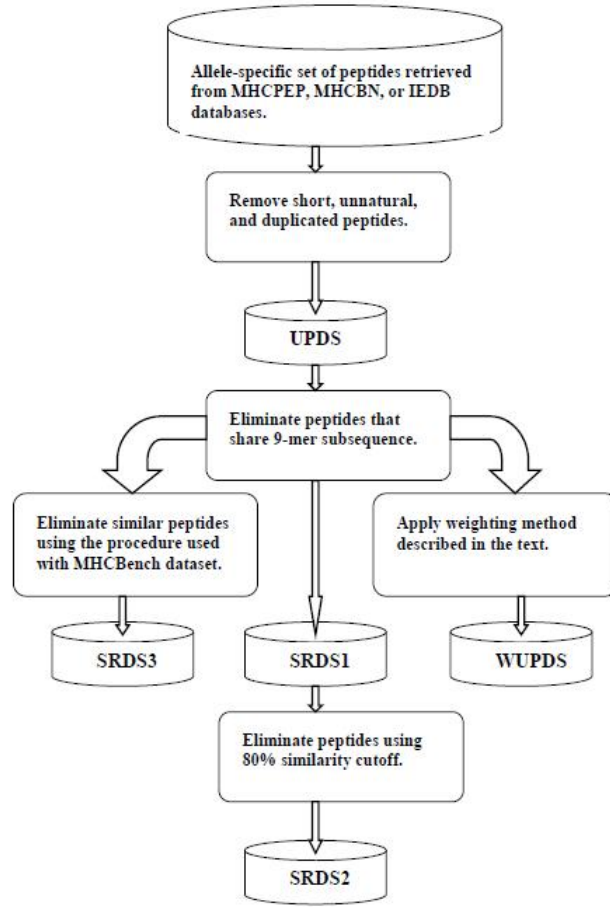 Allele-specific set of peptides retrieved
from MHCPEP, MHCBN, or IEDB
databases.
Remove short, unnatural,
and duplicated peptides.
UPDS
Eliminate peptides that
share 9-mer subsequence.
Eliminate similar peptides
using the procedure used
with MHCBench dataset.
Apply weighting method
described in the text.
SRDS3
SRDS1
WUPDS
Eliminate peptides using
80% similarity cutoff.
SRDS2